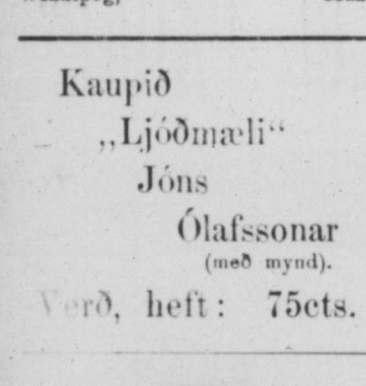 Kaupið
„Ljóðmæli“
Jóns
Ólafssonar
(með mynd).
Verð, heft: 75cts.